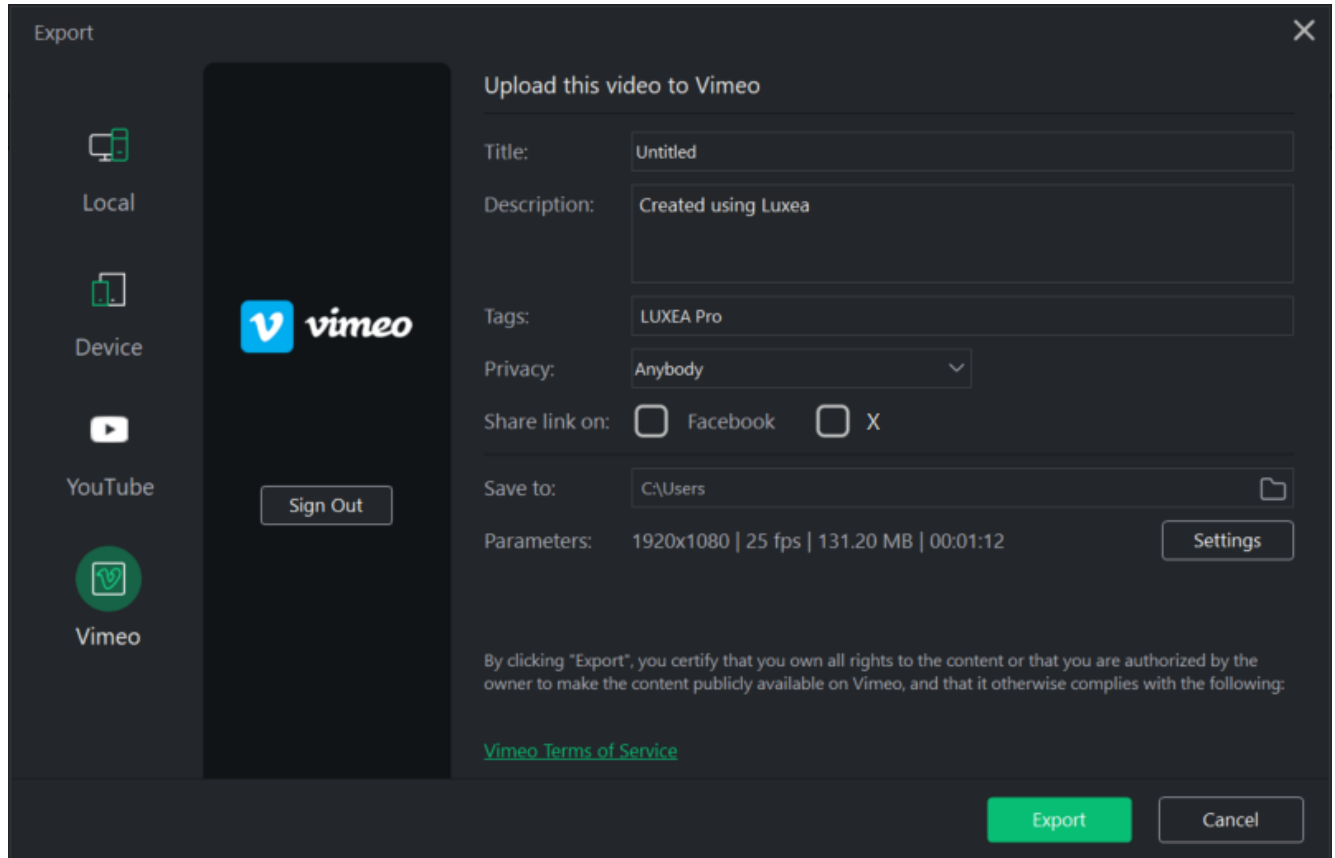 Export
Local
Device
YouTube
Vimeo
vimeo
Sign Out
Upload this video to Vimeo
Title: Untitled
Description: Created using Luxea
Tags: LUXEA Pro
Privacy: Anybody
Share link on: Facebook X
Save to: C:\Users
Parameters: 1920x1080 | 25 fps | 131.20 MB | 00:01:12 Settings
By clicking "Export", you certify that you own all rights to the content or that you are authorized by the
owner to make the content publicly available on Vimeo, and that it otherwise complies with the following:
Vimeo Terms of Service
Export Cancel